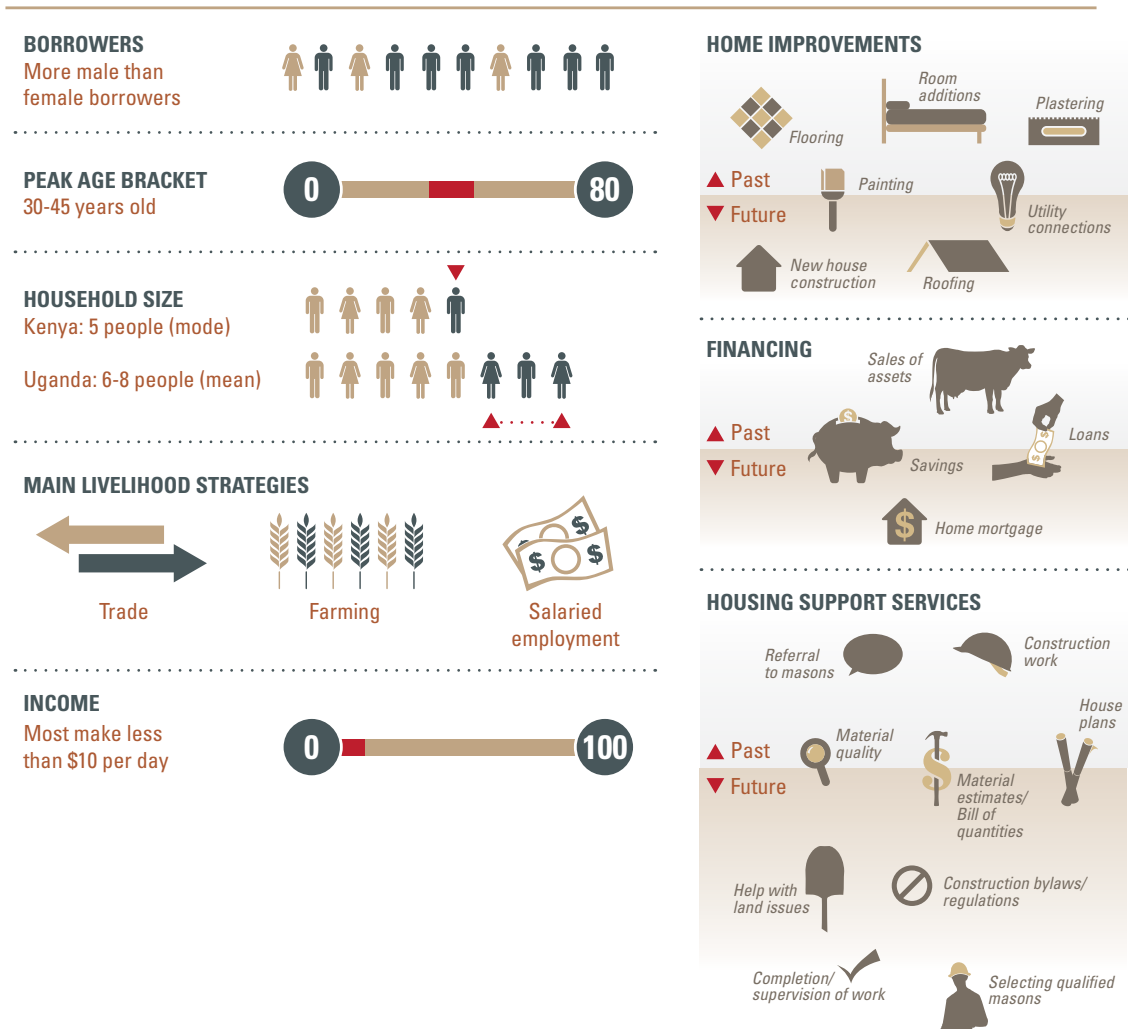 BORROWERS
More male than
female borrowers
PEAK AGE BRACKET
30-45 years old
0
80
HOUSEHOLD SIZE
Kenya: 5 people (mode)
Uganda: 6-8 people (mean)
MAIN LIVELIHOOD STRATEGIES
$
$
$
Trade
Farming
Salaried
employment
INCOME
Most make less
than $10 per day
0
100
HOME IMPROVEMENTS
Flooring
Room
additions
Plastering
Past
Painting
Future
Utility
connections
New house
construction
Roofing
FINANCING
Sales of
assets
$
Past
Loans
$
$
Future
Savings
$
Home mortgage
HOUSING SUPPORT SERVICES
Referral
to masons
Construction
work
House
plans
Past
Material
quality
Future
$
Material
estimates/
Bill of
quantities
Help with
land issues
Construction bylaws/
regulations
Completion/
supervision of work
Selecting qualified
masons